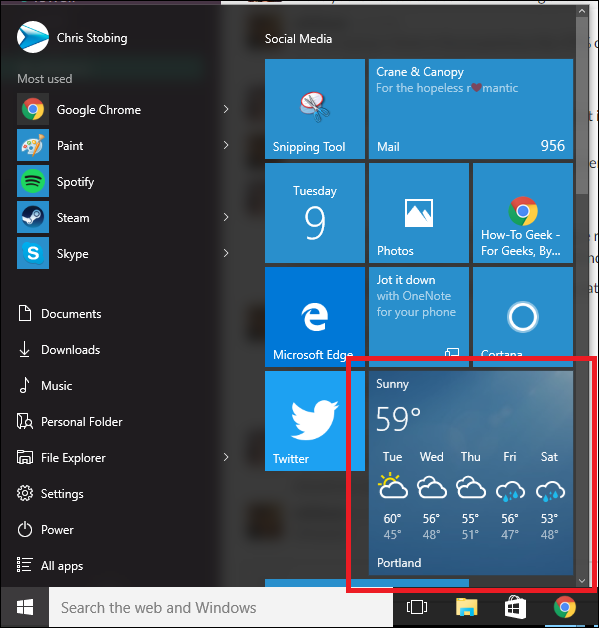 Chris Stobing
Most used
Google Chrome
Paint
Spotify
Steam
Skype
Documents
Downloads
Music
Personal Folder
File Explorer
Settings
Power
All apps
Search the web and Windows
Social Media
Snipping Tool
Crane & Canopy
For the hopeless r❤mantic
Mail 956
Tuesday
9
Photos
How-To Geek -
For Geeks, By...
Microsoft Edge
Jot it down
with OneNote
for your phone
Cortana
Twitter
Sunny
59°
Tue Wed Thu Fri Sat
60° 56° 55° 56° 53°
45° 48° 51° 47° 48°
Portland